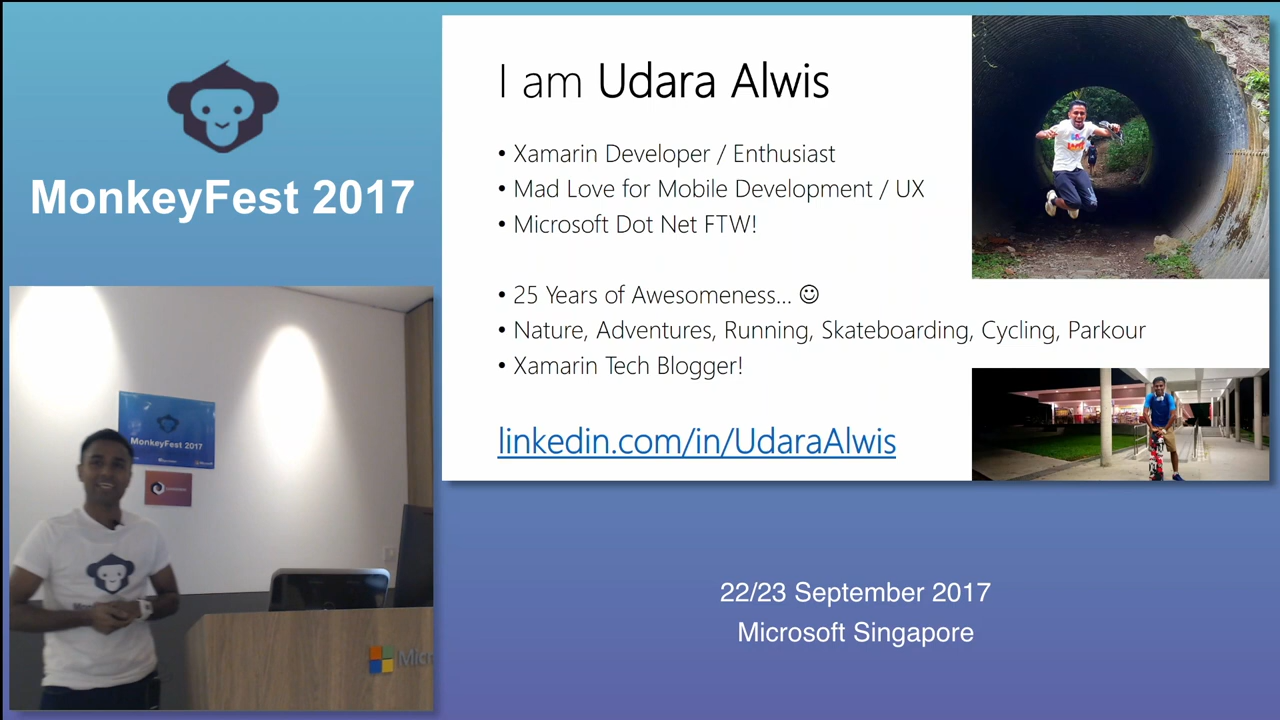 MonkeyFest 2017
I am Udara Alwis
• Xamarin Developer / Enthusiast
• Mad Love for Mobile Development / UX
• Microsoft Dot Net FTW!
• 25 Years of Awesomeness... ☺
• Nature, Adventures, Running, Skateboarding, Cycling, Parkour
• Xamarin Tech Blogger!
linkedin.com/in/UdaraAlwis
MonkeyFest 2017
Micr
22/23 September 2017
Microsoft Singapore